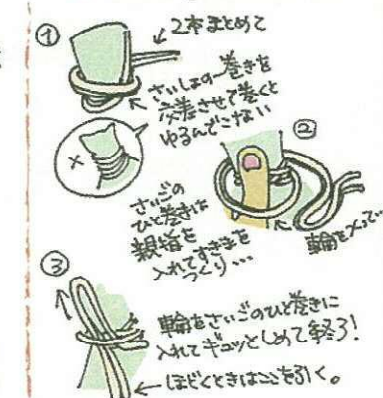 ①
2本まとめて
さいしょの一巻きを
交差させて巻くと
ゆるんでこない
×
②
さいごの
ひと巻きは
親指を
入れてすきまを
つくり…
輪をつくって
③
輪をさいごのひと巻きに
入れてギュッとしめて終了!
ほどくときはここを引く。